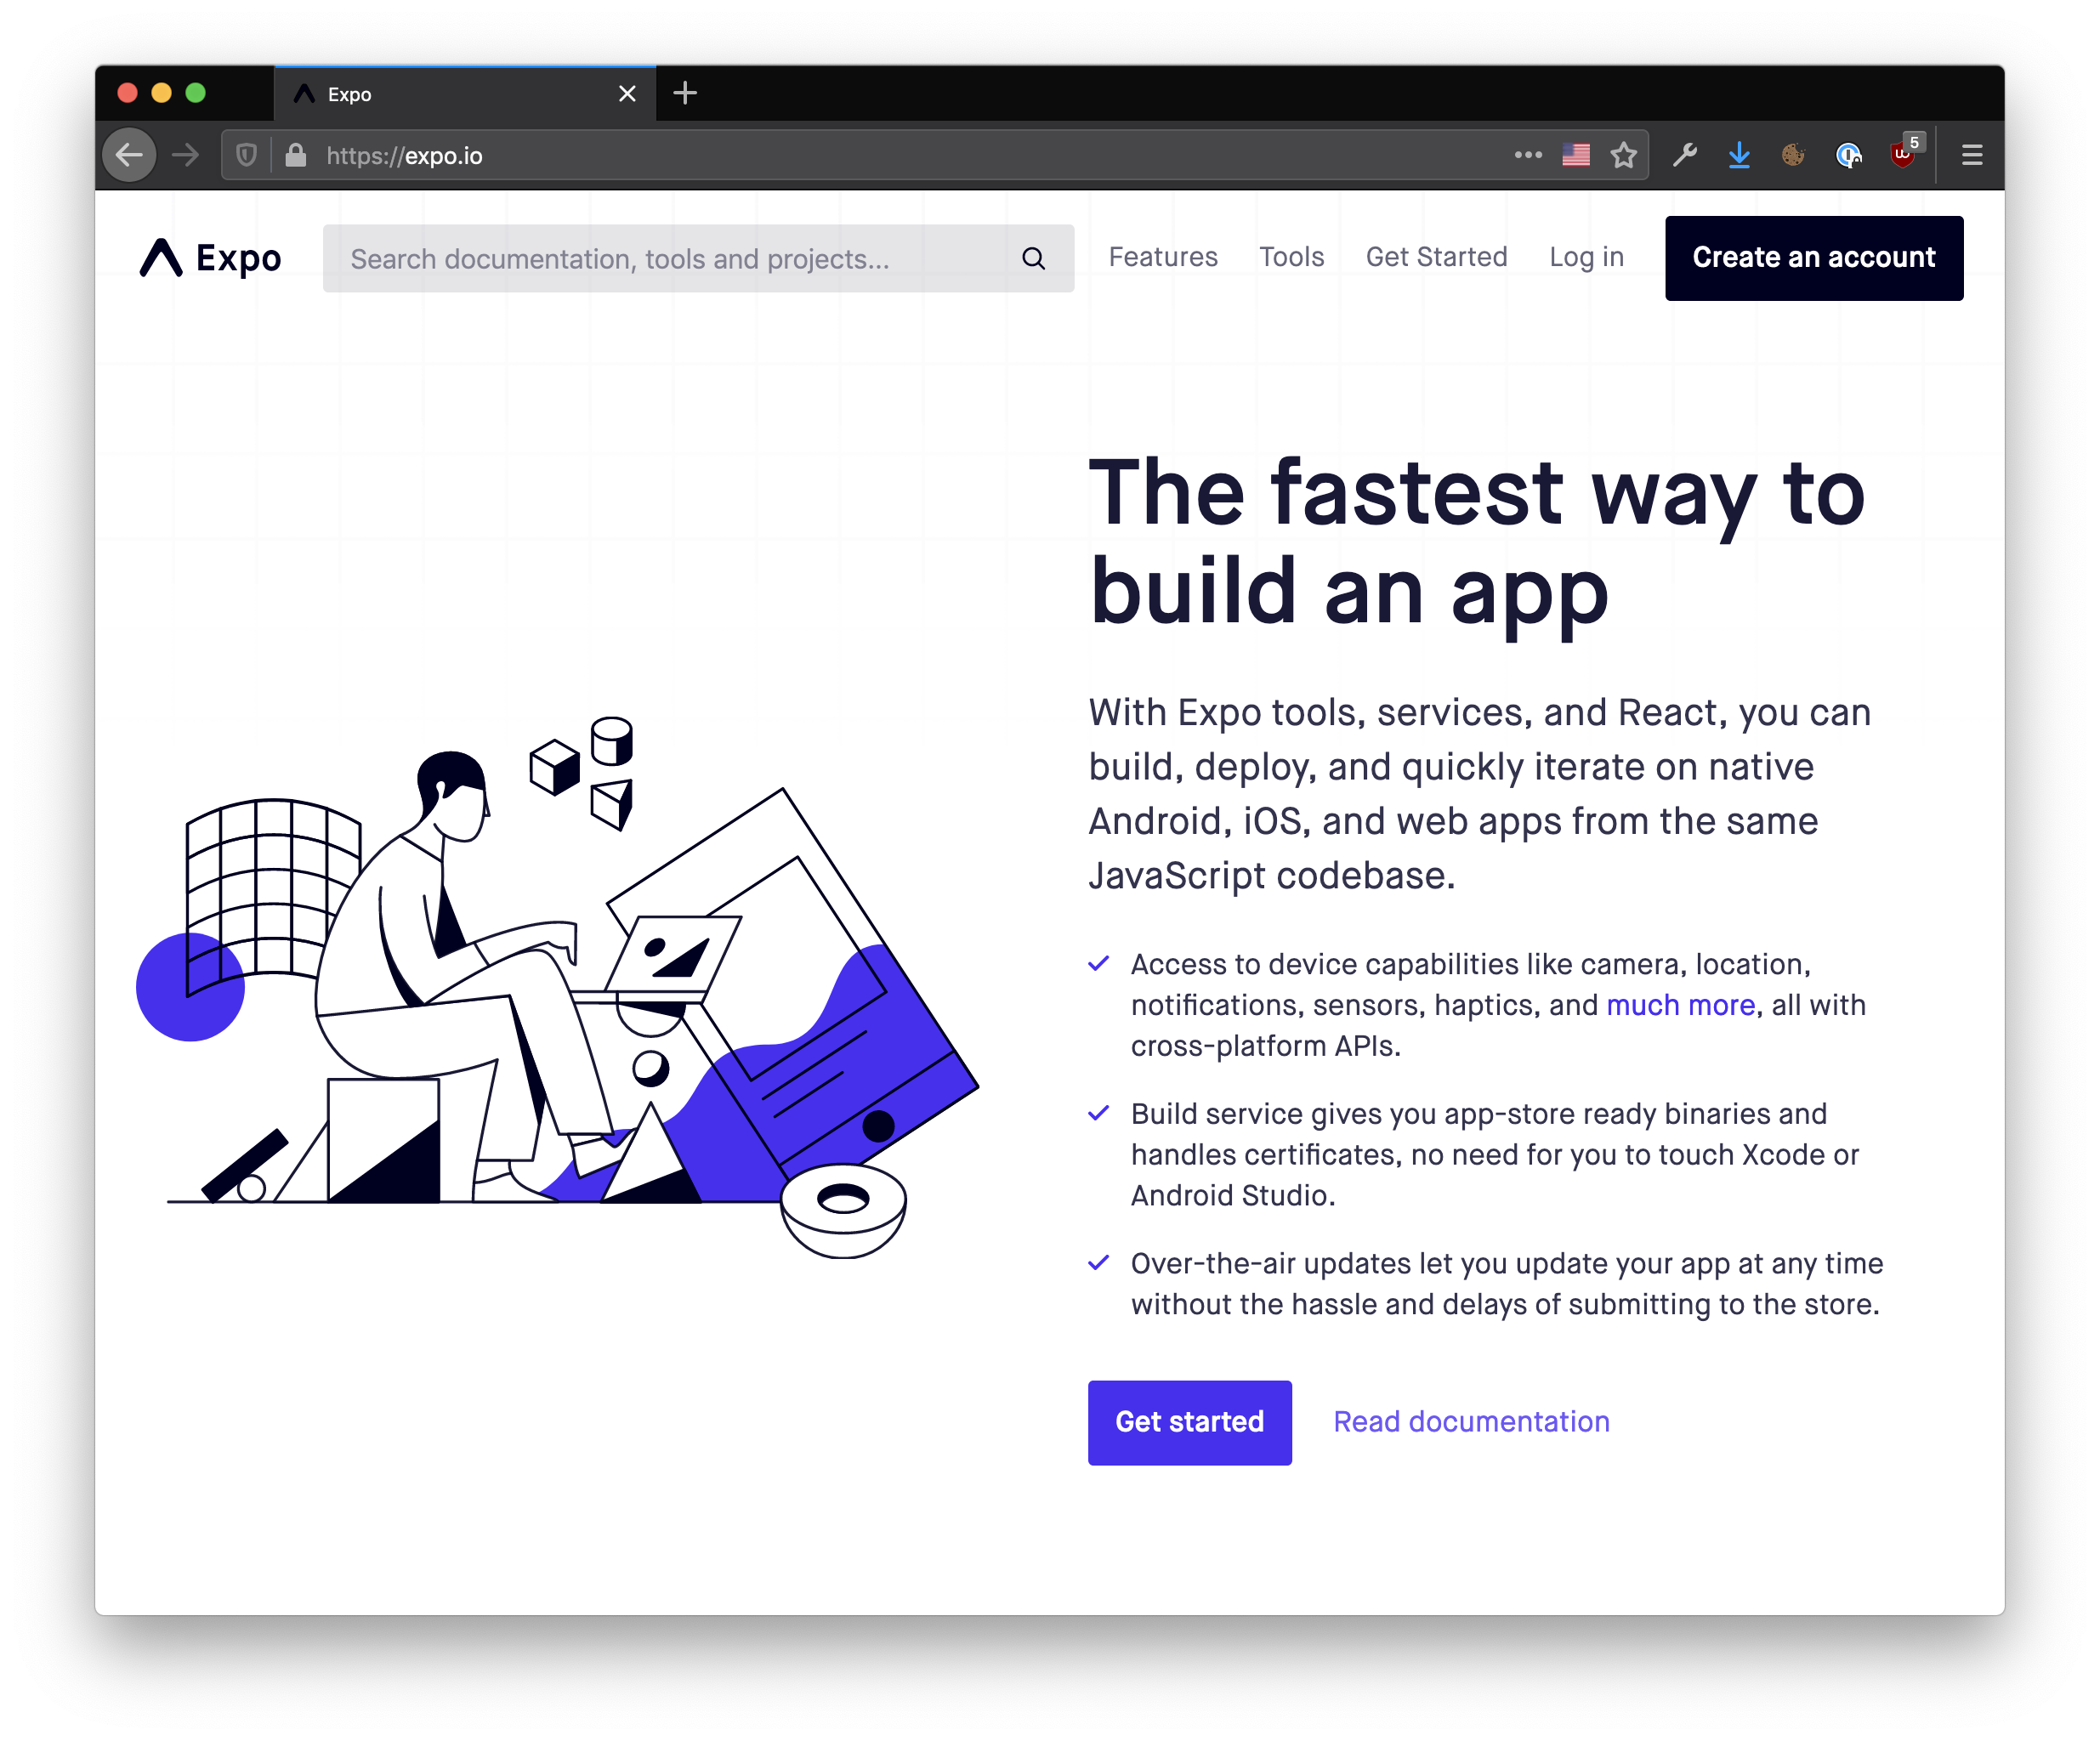 Expo
https://expo.io
5
Expo
Search documentation, tools and projects...
Features
Tools
Get Started
Log in
Create an account
The fastest way to
build an app
With Expo tools, services, and React, you can
build, deploy, and quickly iterate on native
Android, iOS, and web apps from the same
JavaScript codebase.
Access to device capabilities like camera, location,
notifications, sensors, haptics, and much more, all with
cross-platform APIs.
Build service gives you app-store ready binaries and
handles certificates, no need for you to touch Xcode or
Android Studio.
Over-the-air updates let you update your app at any time
without the hassle and delays of submitting to the store.
Get started
Read documentation